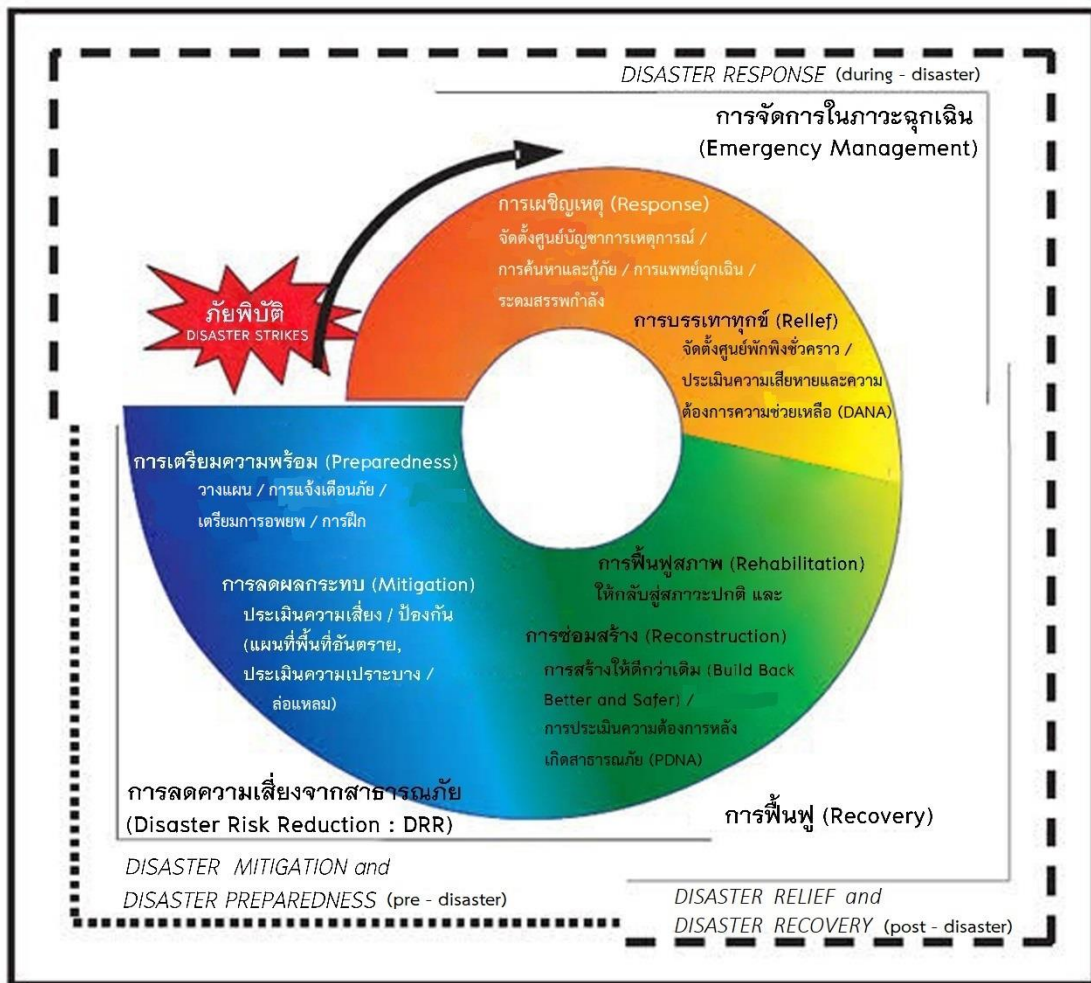 DISASTER RESPONSE (during - disaster)
การจัดการในภาวะฉุกเฉิน
(Emergency Management)
การเผชิญเหตุ (Response)
จัดตั้งศูนย์บัญชาการเหตุการณ์ /
การค้นหาและกู้ภัย / การแพทย์ฉุกเฉิน /
ระดมสรรพกำลัง
ภัยพิบัติ
DISASTER STRIKES
การบรรเทาทุกข์ (Rellef)
จัดตั้งศูนย์พักพิงชั่วคราว /
ประเมินความเสียหายและความ
ต้องการความช่วยเหลือ (DANA)
การเตรียมความพร้อม (Preparedness)
วางแผน / การแจ้งเตือนภัย /
เตรียมการอพยพ / การฝึก
การลดผลกระทบ (Mitigation)
ประเมินความเสี่ยง / ป้องกัน
(แผนที่พื้นที่อันตราย,
ประเมินความเปราะบาง /
ล่อแหลม)
การฟื้นฟูสภาพ (Rehabilitation)
ให้กลับสู่สภาวะปกติ และ
การซ่อมสร้าง (Reconstruction)
การสร้างให้ดีกว่าเดิม (Build Back
Better and Safer) /
การประเมินความต้องการหลัง
เกิดสาธารณภัย (PDNA)
การลดความเสี่ยงจากสาธารณภัย
(Disaster Risk Reduction : DRR)
การฟื้นฟู (Recovery)
DISASTER MITIGATION and
DISASTER PREPAREDNESS (pre - disaster)
DISASTER RELIEF and
DISASTER RECOVERY (post - disaster)